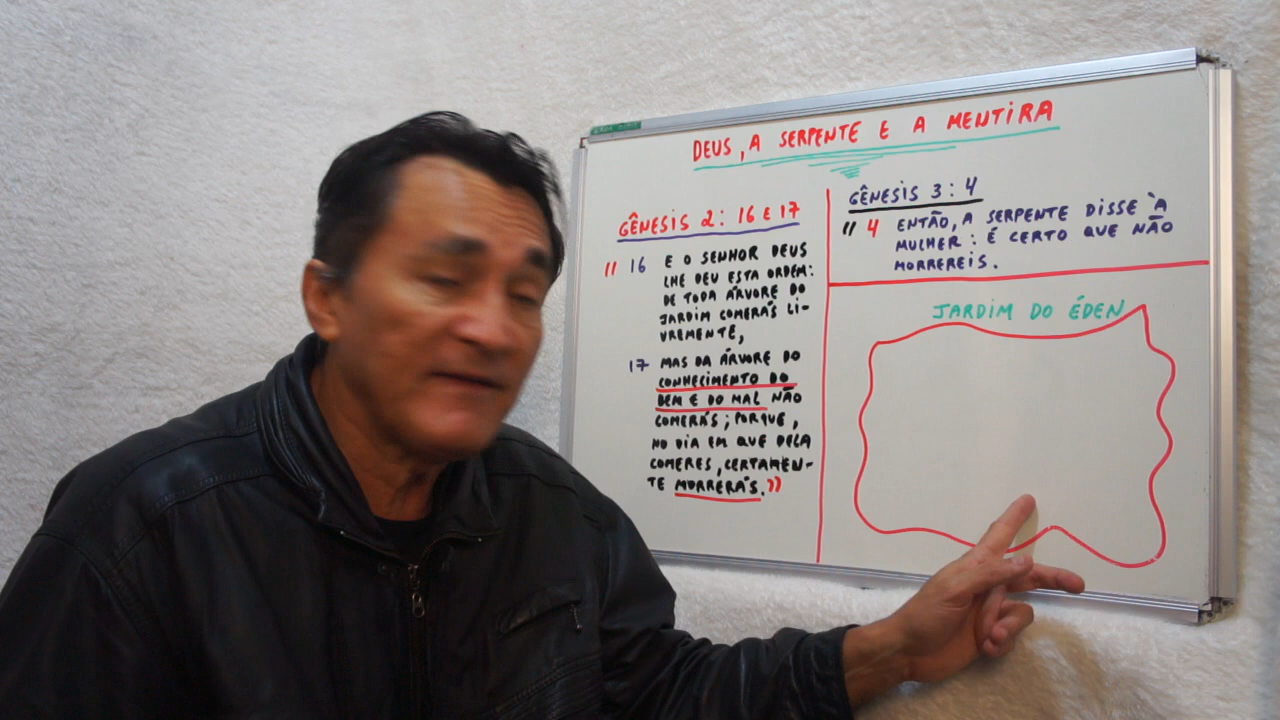 DEUS, A SERPENTE E A MENTIRA
GÊNESIS 2: 16 E 17
" 16 E O SENHOR DEUS
LHE DEU ESTA ORDEM:
DE TODA ÁRVORE DO
JARDIM COMERÁS LI-
VREMENTE,
17 MAS DA ÁRVORE DO
CONHECIMENTO DO
BEM E DO MAL NÃO
COMERÁS; PORQUE,
NO DIA EM QUE DELA
COMERES, CERTAMEN-
TE MORRERÁS."
GÊNESIS 3: 4
" 4 ENTÃO, A SERPENTE DISSE À
MULHER: É CERTO QUE NÃO
MORREREIS.
JARDIM DO ÉDEN